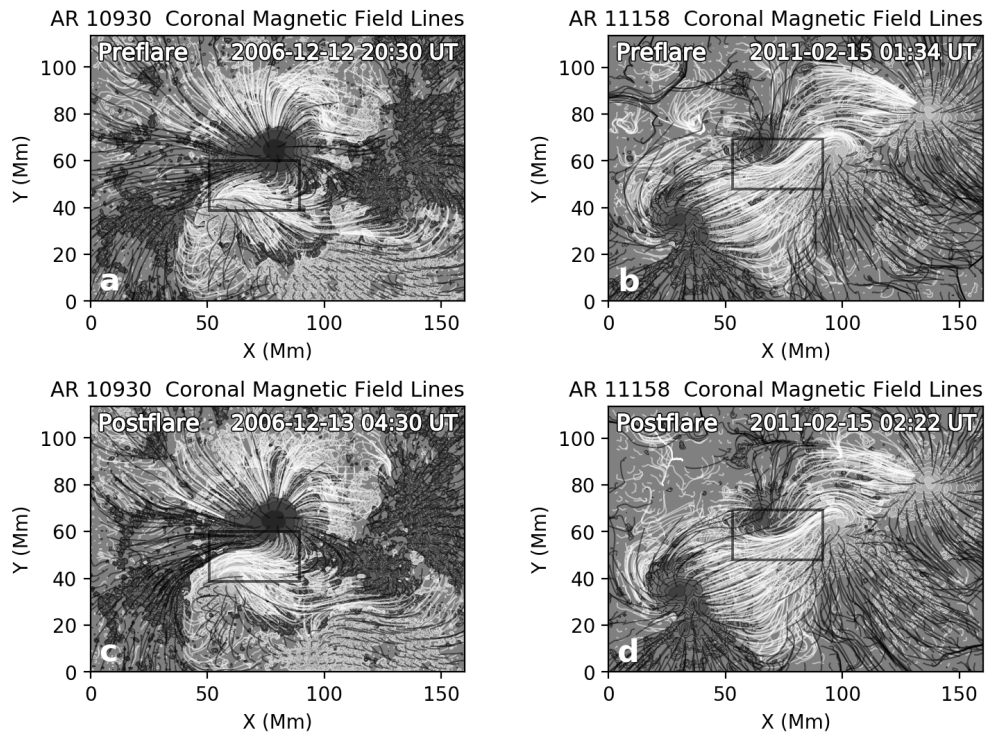 AR 10930  Coronal Magnetic Field Lines
Preflare 2006-12-12 20:30 UT
Y (Mm)
100
80
60
40
20
0
a
0 50 100 150
X (Mm)
AR 11158  Coronal Magnetic Field Lines
Preflare 2011-02-15 01:34 UT
Y (Mm)
100
80
60
40
20
0
b
0 50 100 150
X (Mm)
AR 10930  Coronal Magnetic Field Lines
Postflare 2006-12-13 04:30 UT
Y (Mm)
100
80
60
40
20
0
c
0 50 100 150
X (Mm)
AR 11158  Coronal Magnetic Field Lines
Postflare 2011-02-15 02:22 UT
Y (Mm)
100
80
60
40
20
0
d
0 50 100 150
X (Mm)